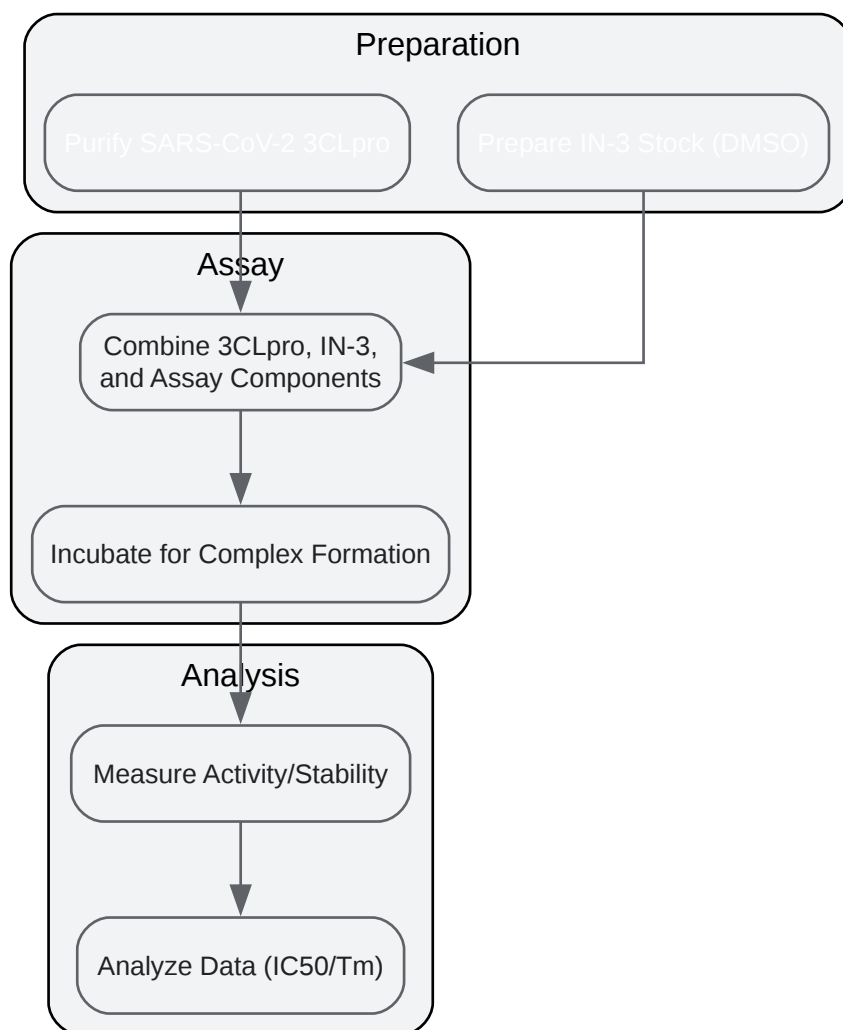 Preparation
Purify SARS-CoV-2 3CLpro
Prepare IN-3 Stock (DMSO)
Assay
Combine 3CLpro, IN-3,
and Assay Components
Incubate for Complex Formation
Analysis
Measure Activity/Stability
Analyze Data (IC50/Tm)